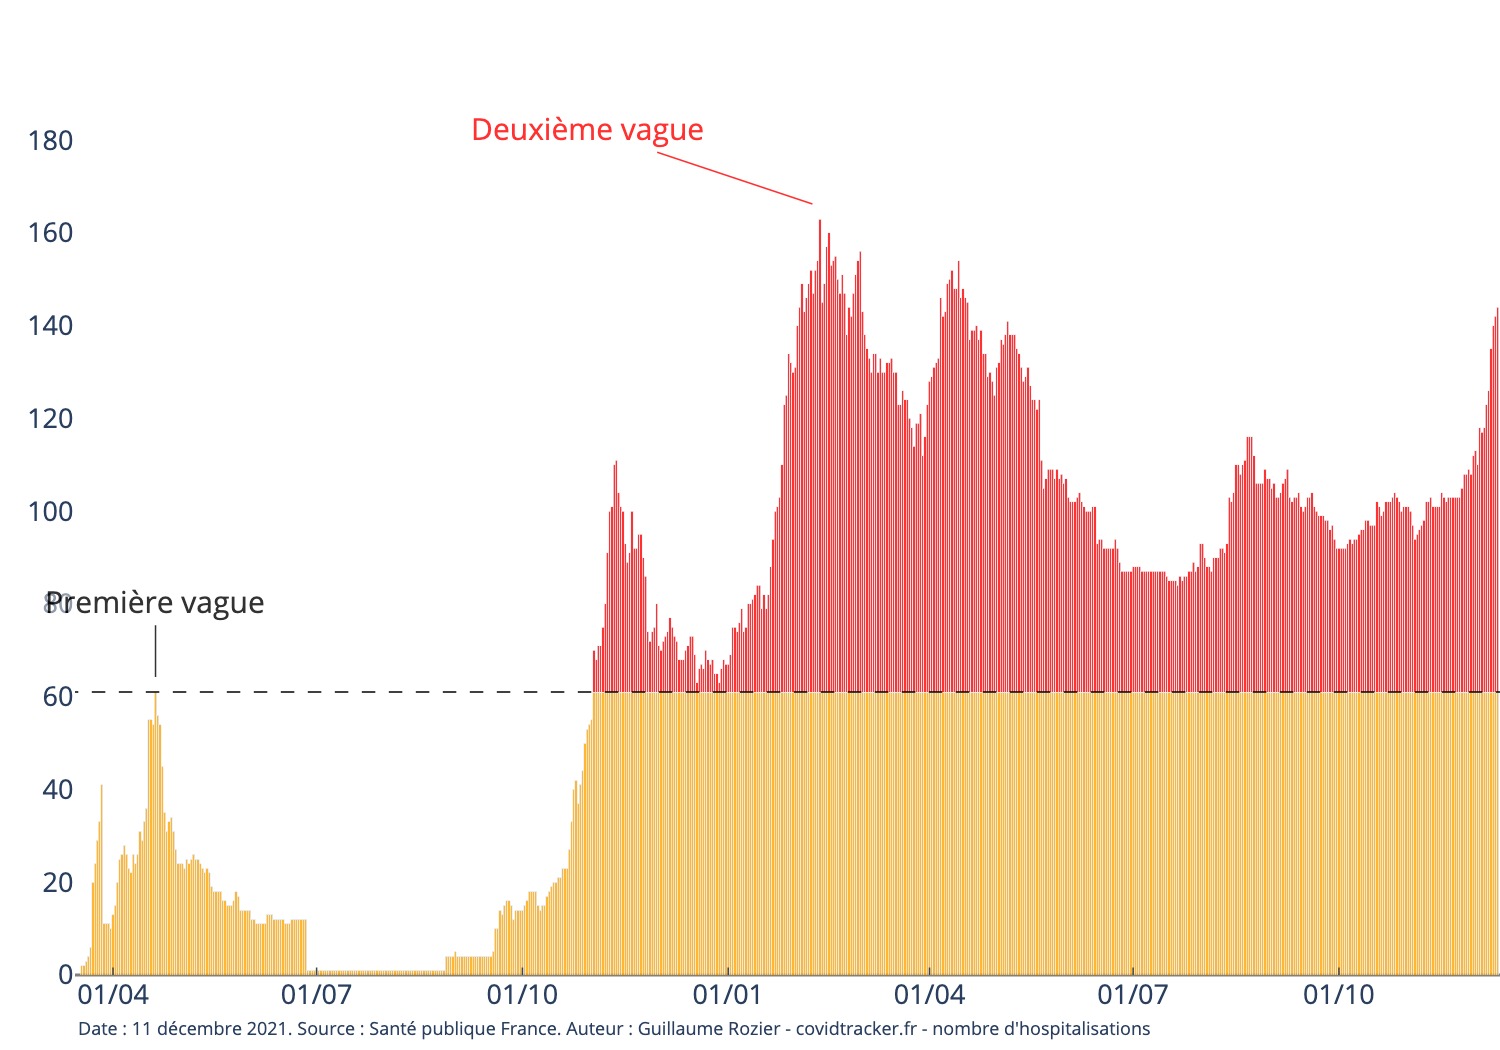 Deuxième vague
180
160
140
120
100
80
Première vague
60
40
20
0
01/04 01/07 01/10 01/01 01/04 01/07 01/10
Date : 11 décembre 2021. Source : Santé publique France. Auteur : Guillaume Rozier - covidtracker.fr - nombre d'hospitalisations